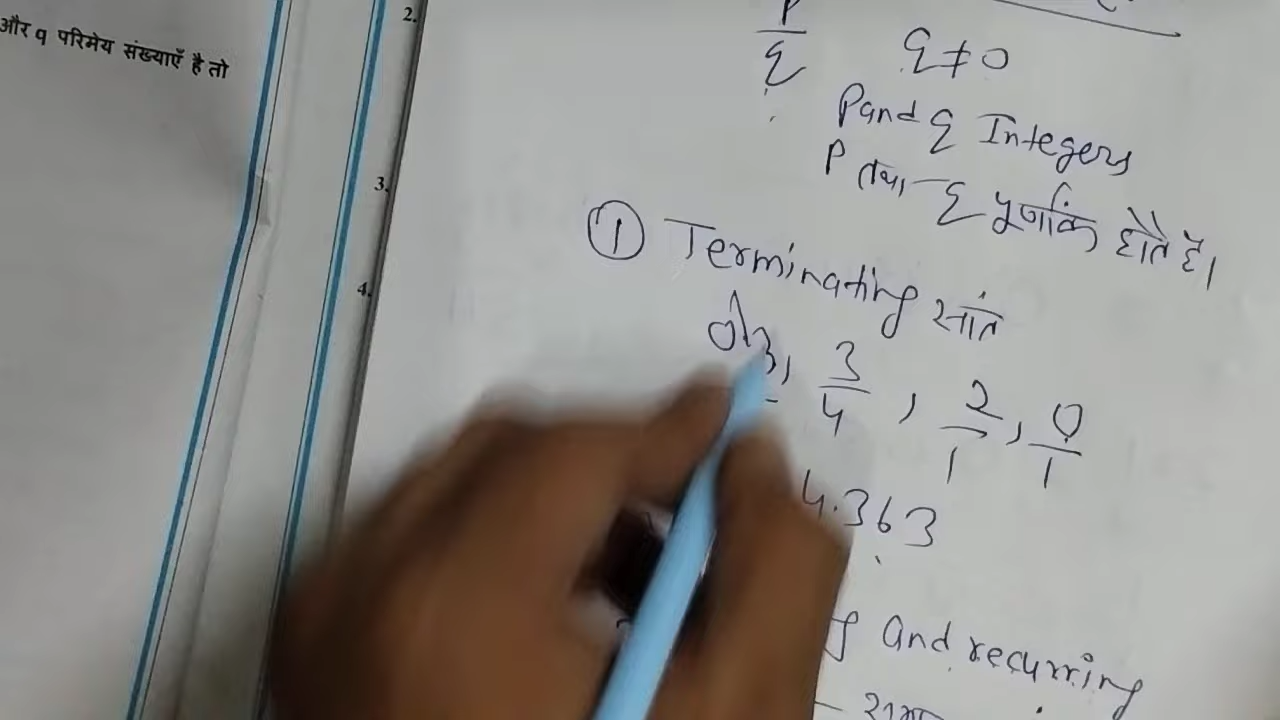 और q परिमेय संख्याएँ है तो
2.
3.
4.
P/q q≠0
P and q Integers
P तथा q पूर्णांक होते है।
① Terminating सांत
3/4 , 2/1 , 0/1
4.363
and recurring